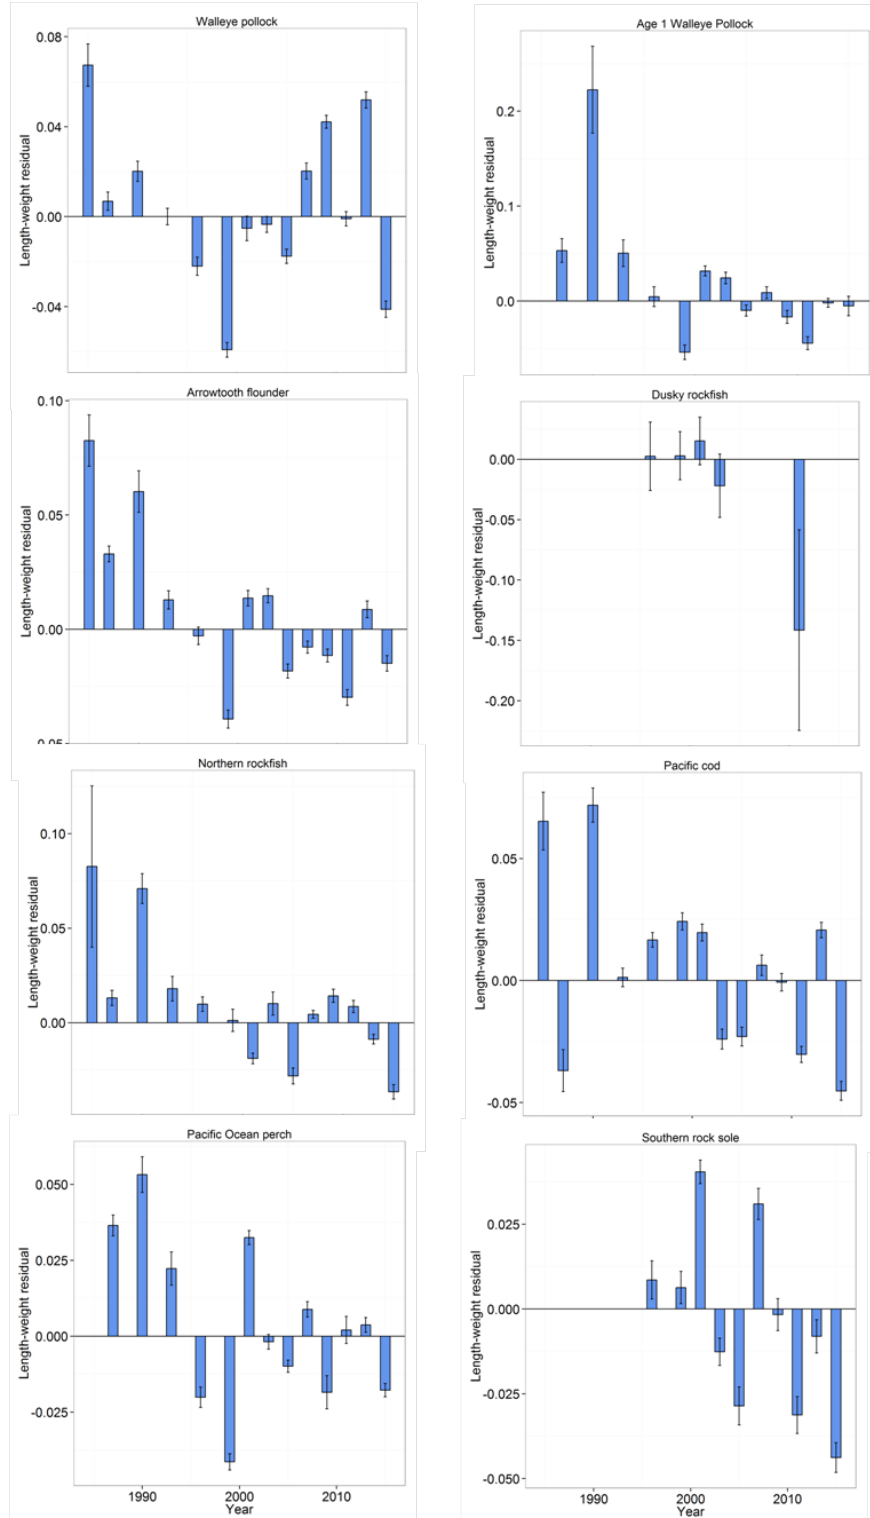 Walleye pollock
0.08
0.04
0.00
-0.04
Length-weight residual
Age 1 Walleye Pollock
0.2
0.1
0.0
Length-weight residual
Arrowtooth flounder
0.10
0.05
0.00
0.05
Length-weight residual
Dusky rockfish
0.00
-0.05
-0.10
-0.15
-0.20
Length-weight residual
Northern rockfish
0.10
0.05
0.00
Length-weight residual
Pacific cod
0.05
0.00
-0.05
Length-weight residual
Pacific Ocean perch
0.050
0.025
0.000
-0.025
Length-weight residual
1990 2000 2010
Year
Southern rock sole
0.025
0.000
-0.025
-0.050
Length-weight residual
1990 2000 2010
Year